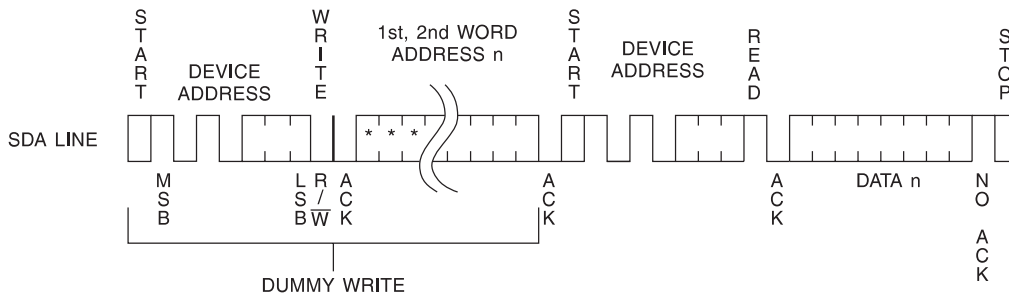 START
WRITE
1st, 2nd WORD
ADDRESS n
START
READ
STOP
DEVICE
ADDRESS
DEVICE
ADDRESS
SDA LINE
* * *
MSB
LSB
R/W
ACK
ACK
ACK
DATA n
NO ACK
DUMMY WRITE